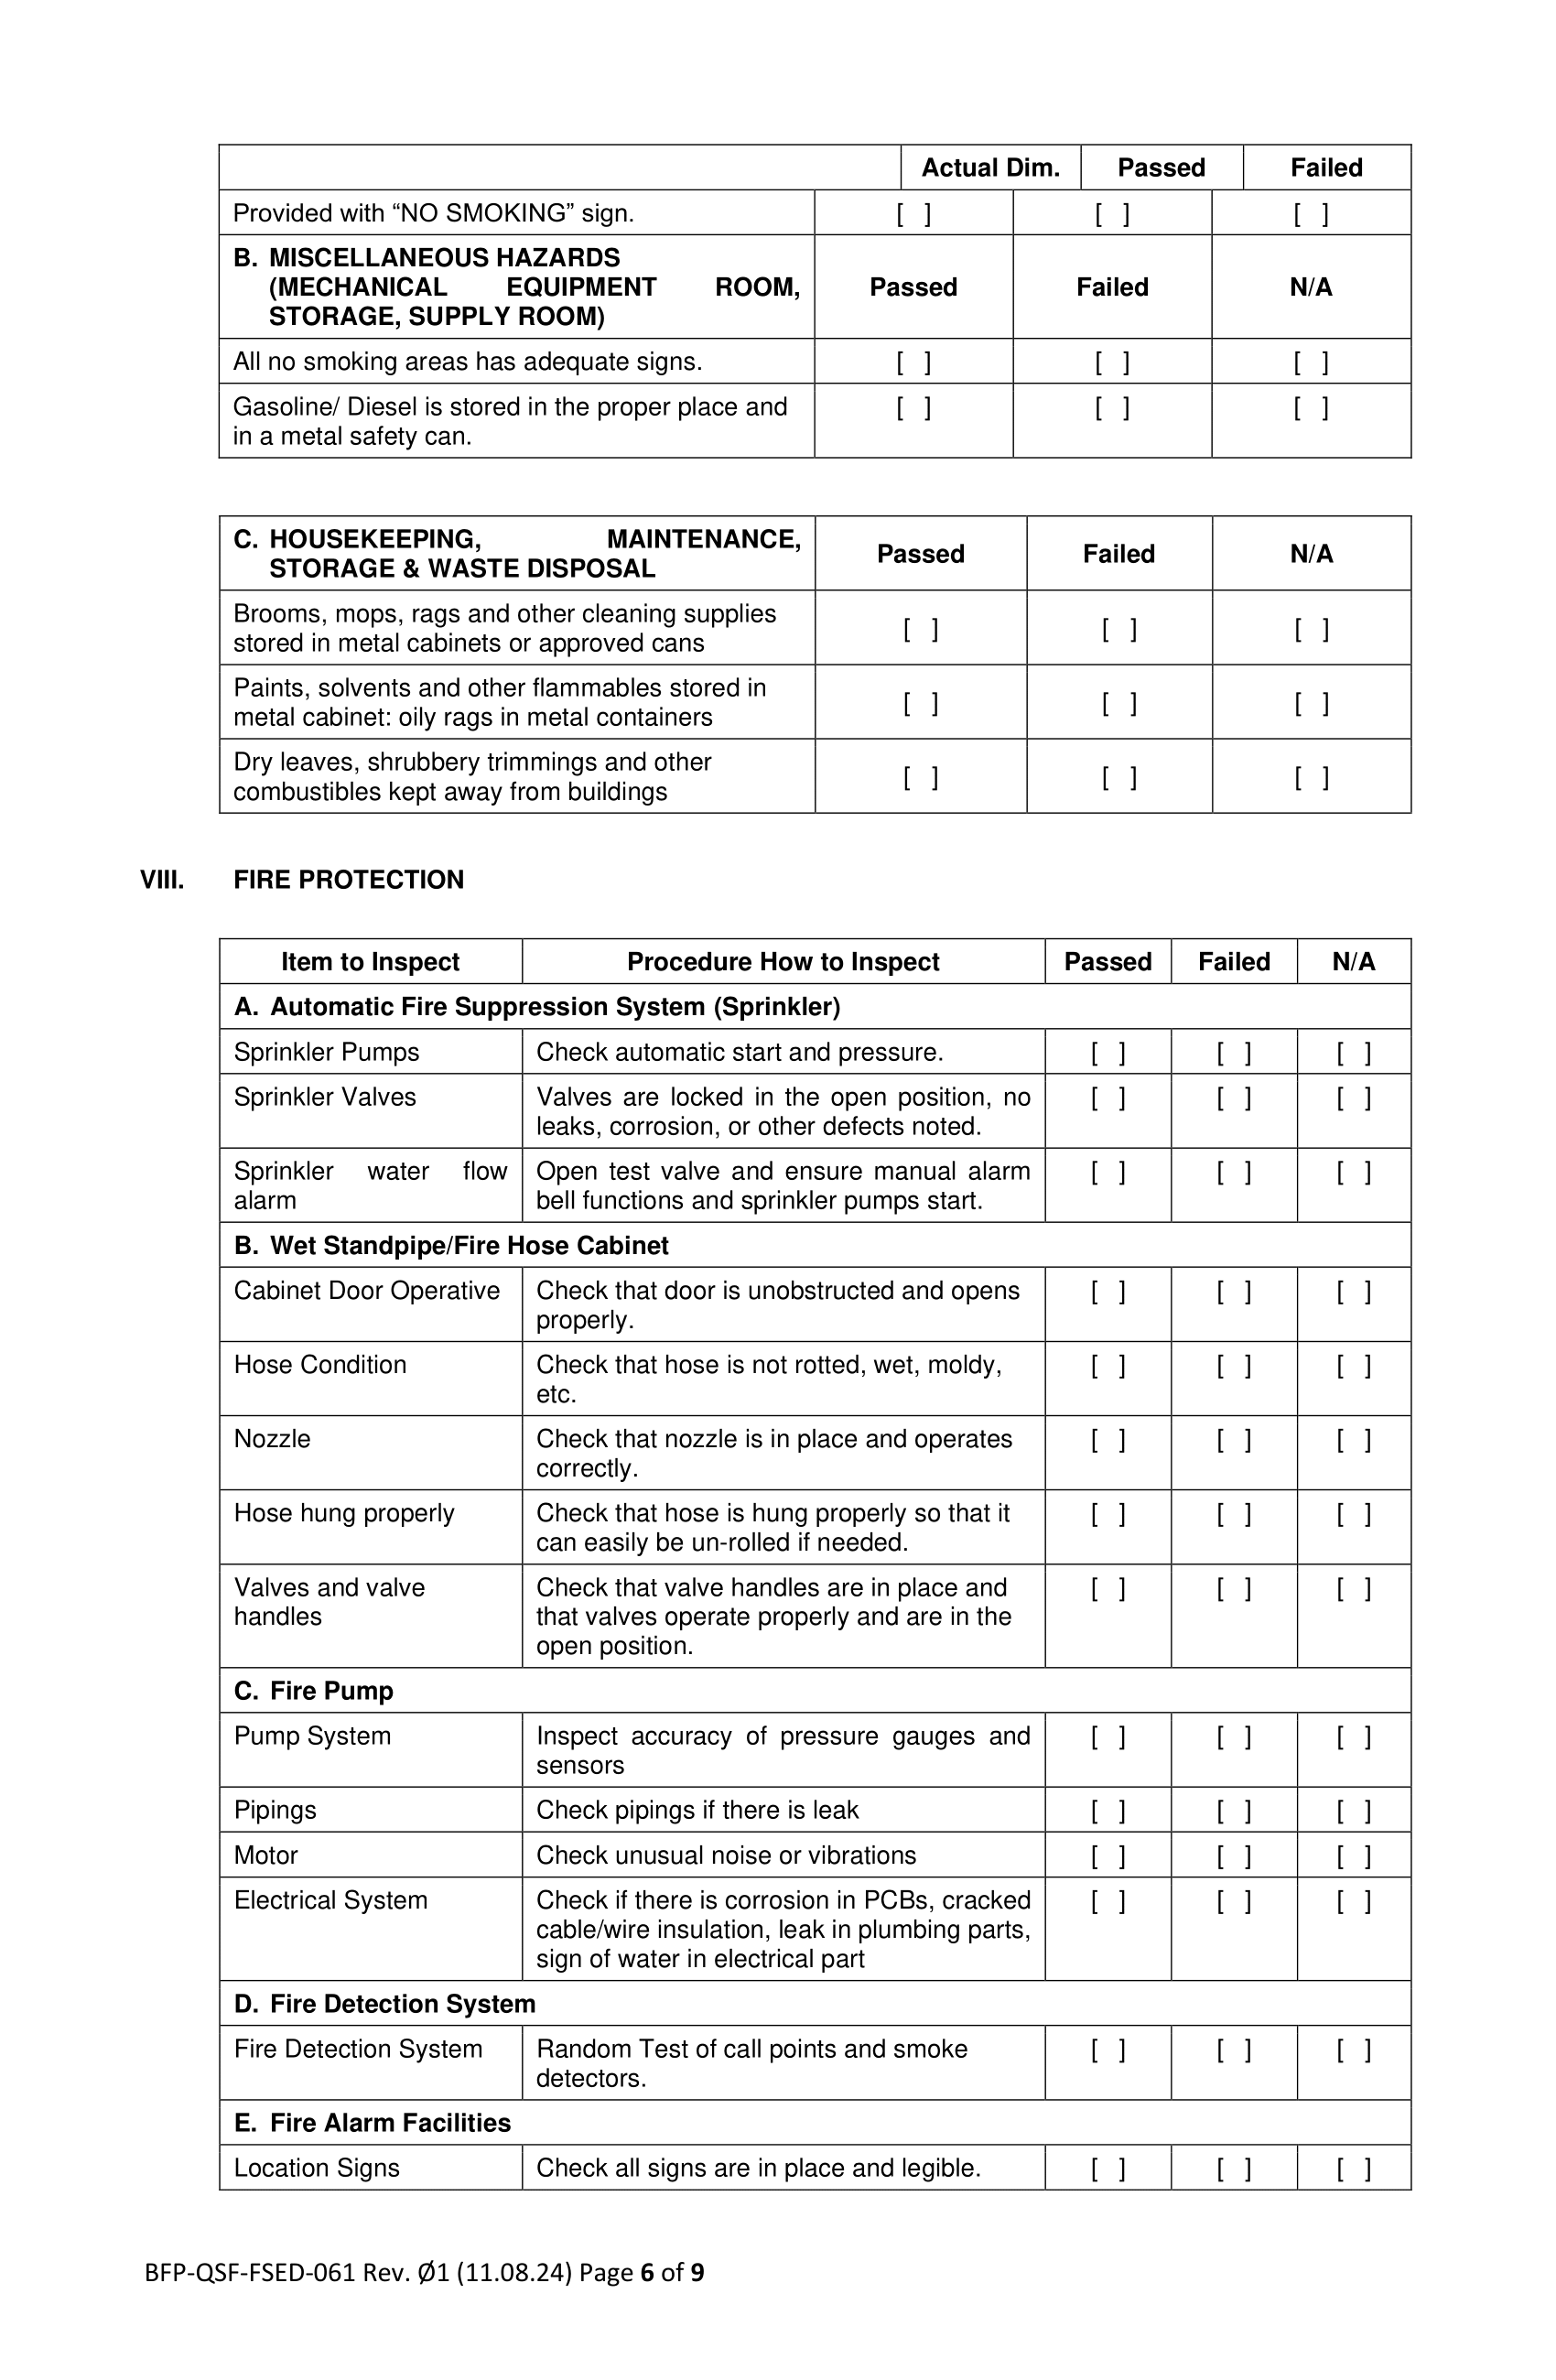 Actual Dim. Passed Failed
Provided with “NO SMOKING” sign. [ ] [ ] [ ]
B. MISCELLANEOUS HAZARDS
(MECHANICAL EQUIPMENT ROOM,
STORAGE, SUPPLY ROOM)
Passed Failed N/A
All no smoking areas has adequate signs. [ ] [ ] [ ]
Gasoline/ Diesel is stored in the proper place and [ ] [ ] [ ]
in a metal safety can.
C. HOUSEKEEPING, MAINTENANCE,
STORAGE & WASTE DISPOSAL
Passed Failed N/A
Brooms, mops, rags and other cleaning supplies
stored in metal cabinets or approved cans
[ ] [ ] [ ]
Paints, solvents and other flammables stored in
metal cabinet: oily rags in metal containers
[ ] [ ] [ ]
Dry leaves, shrubbery trimmings and other
combustibles kept away from buildings
[ ] [ ] [ ]
VIII. FIRE PROTECTION
Item to Inspect Procedure How to Inspect Passed Failed N/A
A. Automatic Fire Suppression System (Sprinkler)
Sprinkler Pumps Check automatic start and pressure. [ ] [ ] [ ]
Sprinkler Valves Valves are locked in the open position, no [ ] [ ] [ ]
leaks, corrosion, or other defects noted.
Sprinkler water flow Open test valve and ensure manual alarm [ ] [ ] [ ]
alarm bell functions and sprinkler pumps start.
B. Wet Standpipe/Fire Hose Cabinet
Cabinet Door Operative Check that door is unobstructed and opens [ ] [ ] [ ]
properly.
Hose Condition Check that hose is not rotted, wet, moldy, [ ] [ ] [ ]
etc.
Nozzle Check that nozzle is in place and operates [ ] [ ] [ ]
correctly.
Hose hung properly Check that hose is hung properly so that it [ ] [ ] [ ]
can easily be un-rolled if needed.
Valves and valve Check that valve handles are in place and [ ] [ ] [ ]
handles that valves operate properly and are in the
open position.
C. Fire Pump
Pump System Inspect accuracy of pressure gauges and [ ] [ ] [ ]
sensors
Pipings Check pipings if there is leak [ ] [ ] [ ]
Motor Check unusual noise or vibrations [ ] [ ] [ ]
Electrical System Check if there is corrosion in PCBs, cracked [ ] [ ] [ ]
cable/wire insulation, leak in plumbing parts,
sign of water in electrical part
D. Fire Detection System
Fire Detection System Random Test of call points and smoke [ ] [ ] [ ]
detectors.
E. Fire Alarm Facilities
Location Signs Check all signs are in place and legible. [ ] [ ] [ ]
BFP-QSF-FSED-061 Rev. Ø1 (11.08.24) Page 6 of 9